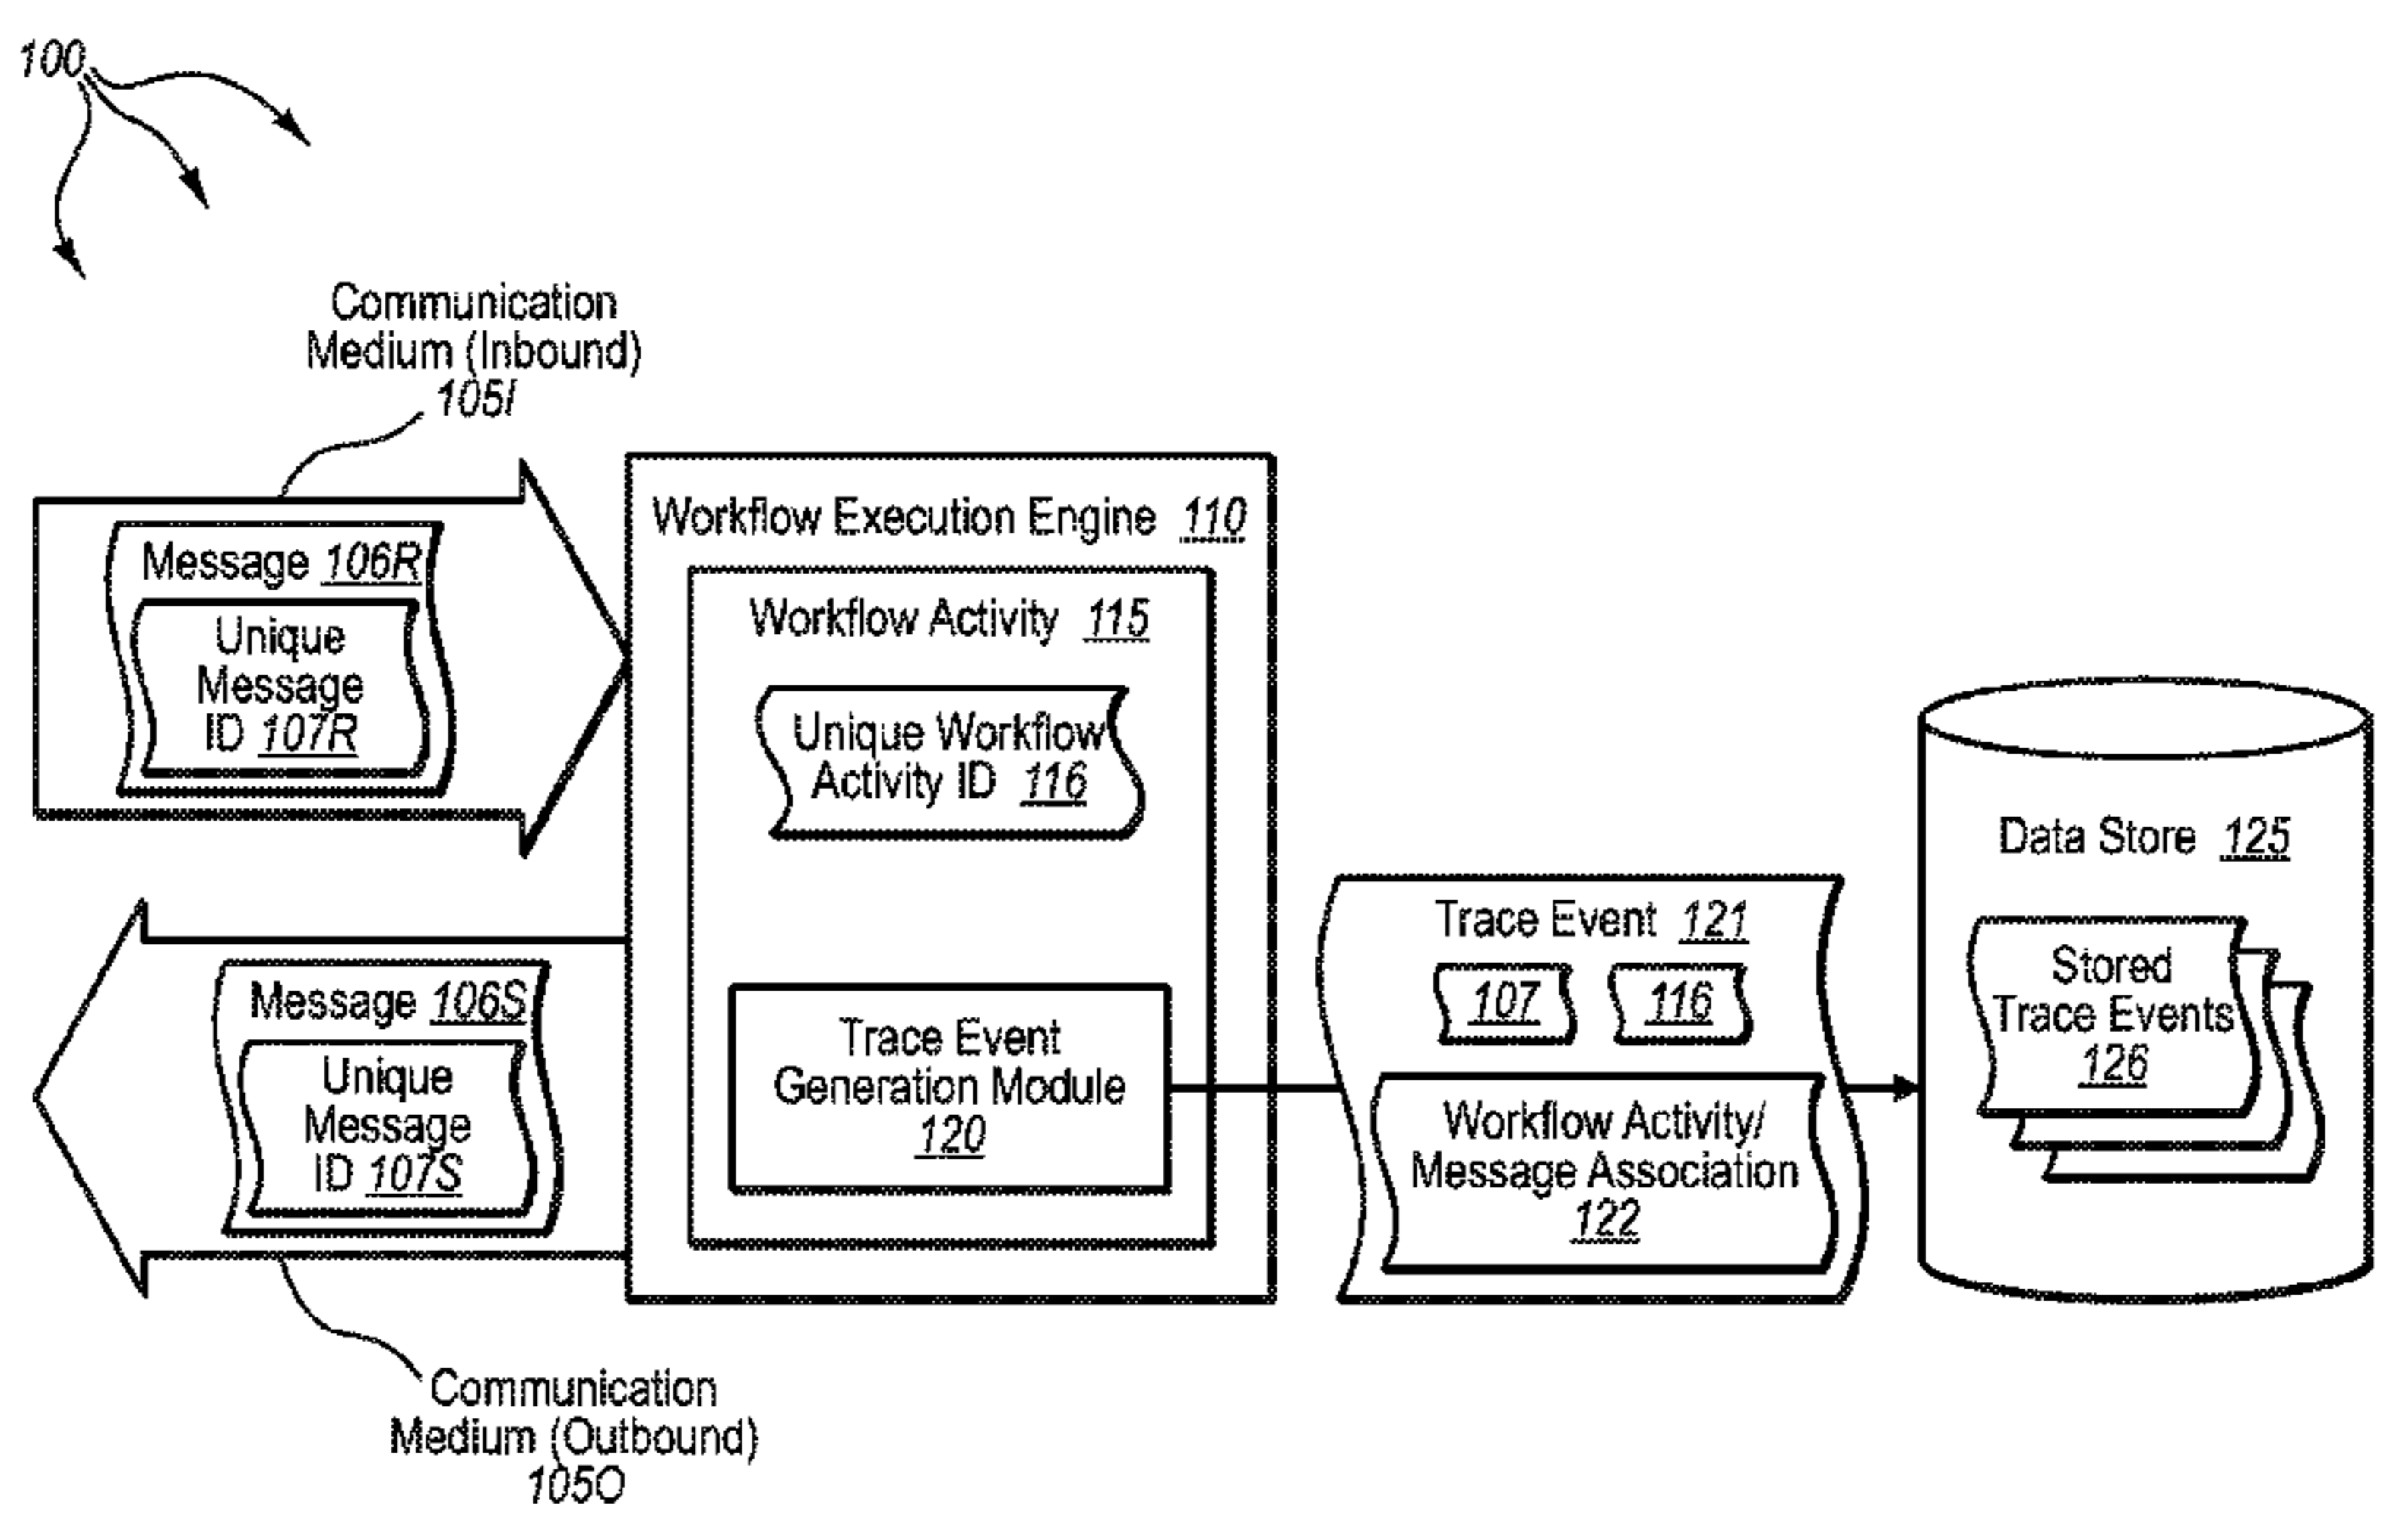 100
Communication
Medium (Inbound)
105I
Message 106R
Unique
Message
ID 107R
Workflow Execution Engine 110
Workflow Activity 115
Unique Workflow
Activity ID 116
Trace Event
Generation Module
120
Message 106S
Unique
Message
ID 107S
Communication
Medium (Outbound)
105O
Trace Event 121
107 116
Workflow Activity/
Message Association
122
Data Store 125
Stored
Trace Events
126